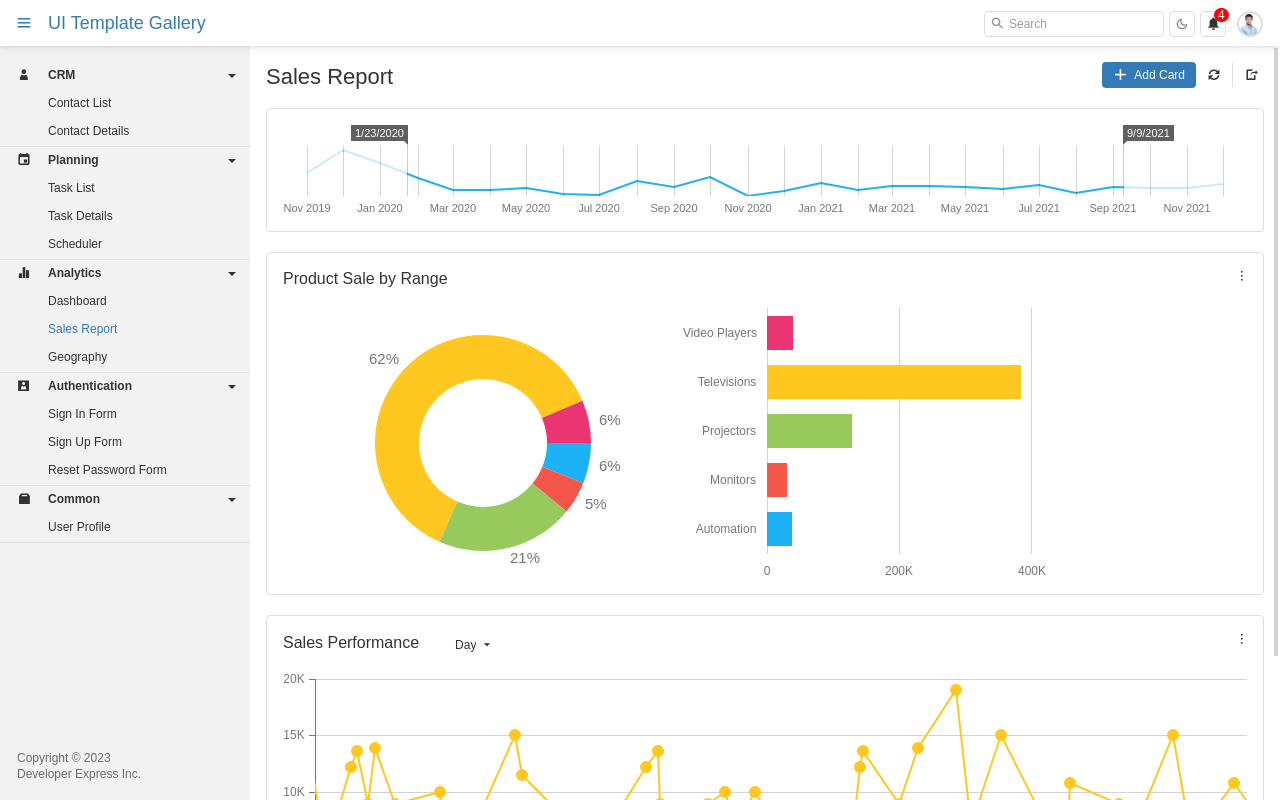 UI Template Gallery
Search
4
CRM
Contact List
Contact Details
Planning
Task List
Task Details
Scheduler
Analytics
Dashboard
Sales Report
Geography
Authentication
Sign In Form
Sign Up Form
Reset Password Form
Common
User Profile
Copyright © 2023
Developer Express Inc.
Sales Report
Add Card
1/23/2020
9/9/2021
Nov 2019
Jan 2020
Mar 2020
May 2020
Jul 2020
Sep 2020
Nov 2020
Jan 2021
Mar 2021
May 2021
Jul 2021
Sep 2021
Nov 2021
Product Sale by Range
62%
6%
6%
5%
21%
Video Players
Televisions
Projectors
Monitors
Automation
0
200K
400K
Sales Performance
Day
20K
15K
10K